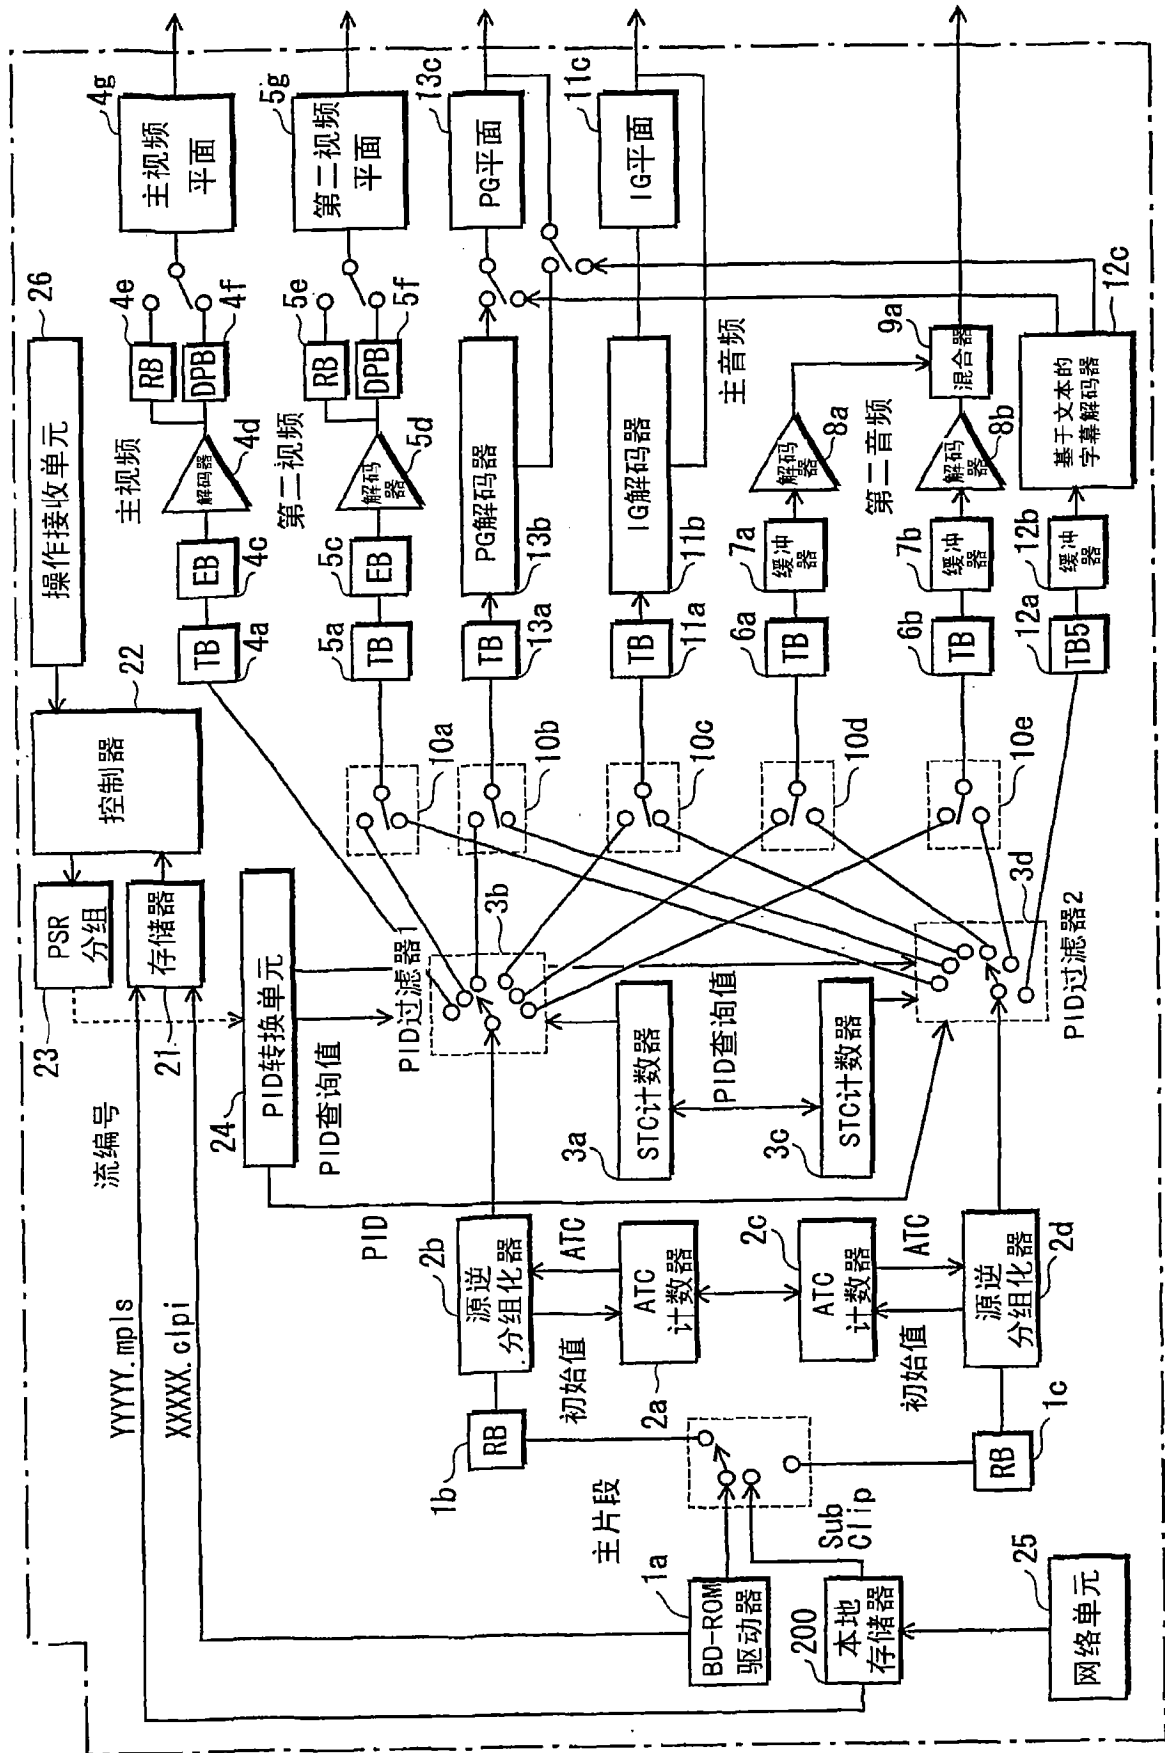 操作接收单元
26
控制器
22
PSR
分组
23
存储器
21
流编号
YYYYY.mpls
XXXXX.clpi
PID转换单元
24
PID查询值
PID
主视频
TB
4a
EB
4c
解码器
4d
RB
4e
DPB
4f
主视频
平面
4g
第二视频
TB
5a
EB
5c
解码
器
5d
RB
5e
DPB
5f
第二视频
平面
5g
TB
13a
PG解码器
13b
PG平面
13c
TB
11a
IG解码器
11b
IG平面
11c
主音频
TB
6a
缓冲
器
7a
解码
器
8a
混合器
9a
第二音频
TB
6b
缓冲
器
7b
解码
器
8b
TB5
12a
缓冲
器
12b
基于文本的
字幕解码器
12c
10a
10b
10c
10d
10e
PID过滤器1
3b
PID过滤器2
3d
STC计数器
3a
PID查询值
STC计数器
3c
源逆
分组化器
2b
ATC
初始值
ATC
计数器
2a
ATC
计数器
2c
ATC
初始值
源逆
分组化器
2d
RB
1b
RB
1c
主片段
Sub
Clip
BD-ROM
驱动器
1a
本地
存储器
200
网络单元
25